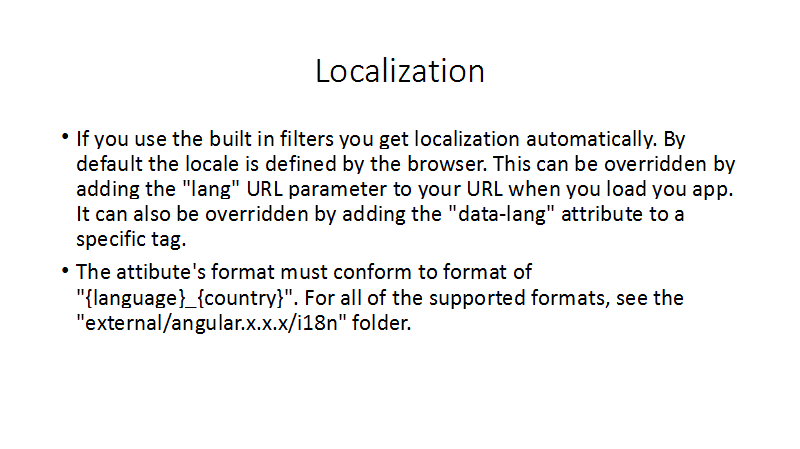 Localization
• If you use the built in filters you get localization automatically. By
default the locale is defined by the browser. This can be overridden by
adding the "lang" URL parameter to your URL when you load you app.
It can also be overridden by adding the "data-lang" attribute to a
specific tag.
• The attibute's format must conform to format of
"{language}_{country}". For all of the supported formats, see the
"external/angular.x.x.x/i18n" folder.